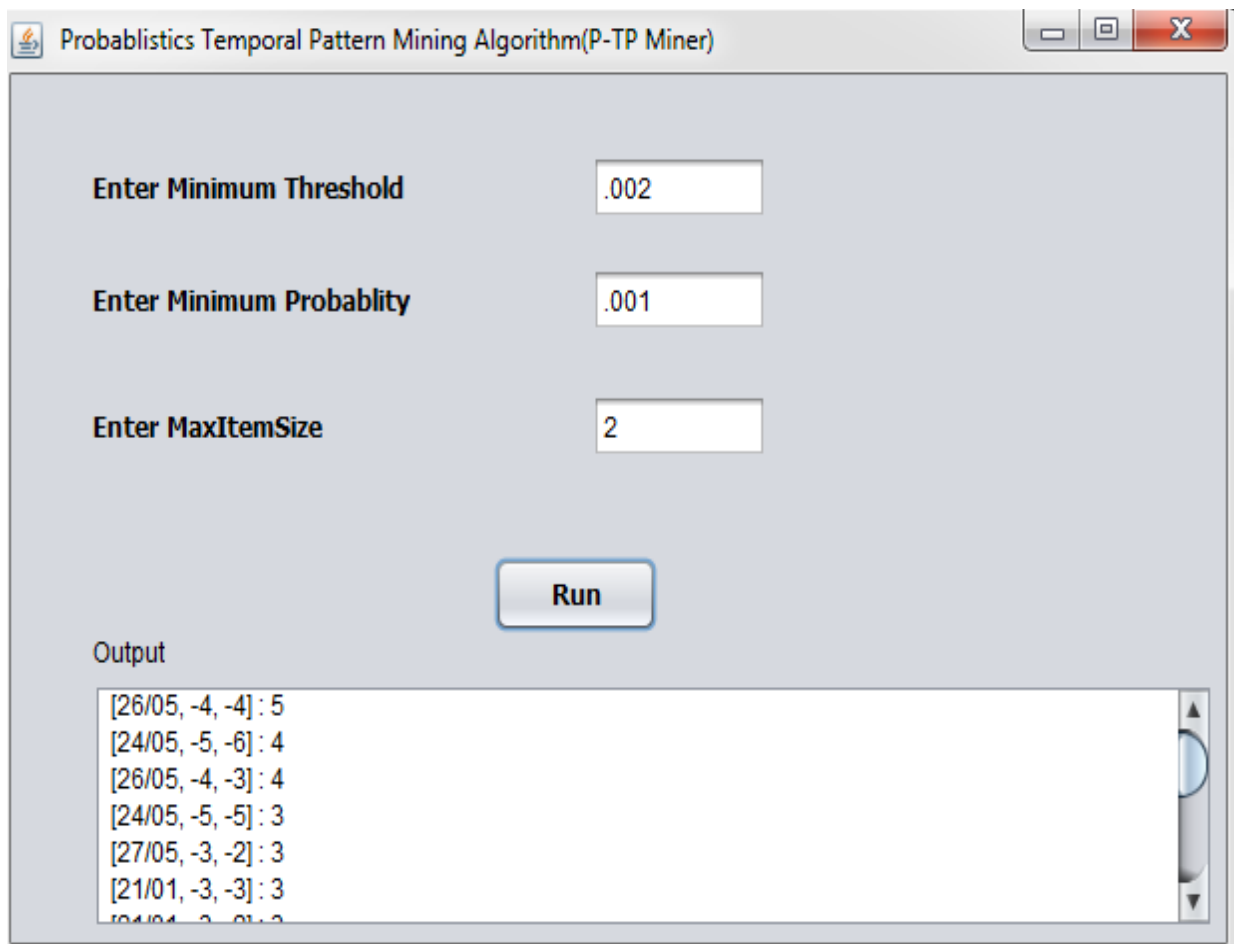 Probablistics Temporal Pattern Mining Algorithm(P-TP Miner)
Enter Minimum Threshold .002
Enter Minimum Probablity .001
Enter MaxItemSize 2
Run
Output
[26/05, -4, -4] : 5
[24/05, -5, -6] : 4
[26/05, -4, -3] : 4
[24/05, -5, -5] : 3
[27/05, -3, -2] : 3
[21/01, -3, -3] : 3